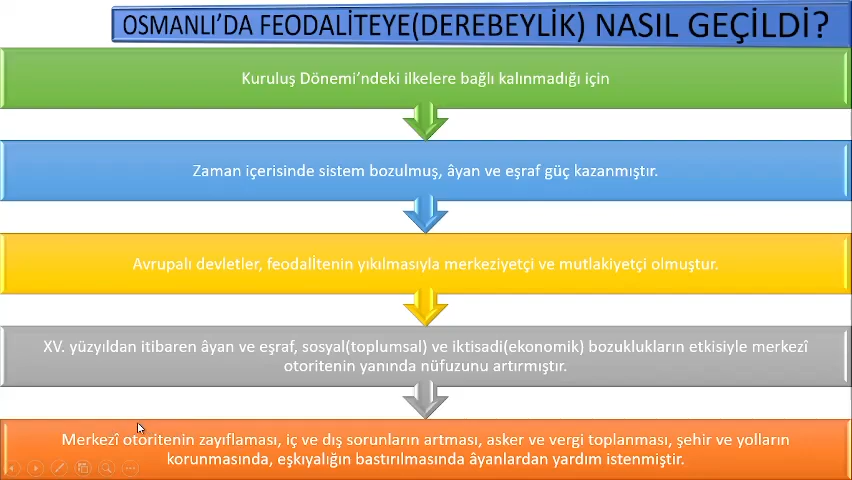 OSMANLI'DA FEODALİTEYE(DEREBEYLİK) NASIL GEÇİLDİ?
Kuruluş Dönemi'ndeki ilkelere bağlı kalınmadığı için
Zaman içerisinde sistem bozulmuş, âyan ve eşraf güç kazanmıştır.
Avrupalı devletler, feodalİtenin yıkılmasıyla merkeziyetçi ve mutlakiyetçi olmuştur.
XV. yüzyıldan itibaren âyan ve eşraf, sosyal(toplumsal) ve iktisadi(ekonomik) bozuklukların etkisiyle merkezî
otoritenin yanında nüfuzunu artırmıştır.
Merkezî otoritenin zayıflaması, iç ve dış sorunların artması, asker ve vergi toplanması, şehir ve yolların
korunmasında, eşkıyalığın bastırılmasında âyanlardan yardım istenmiştir.